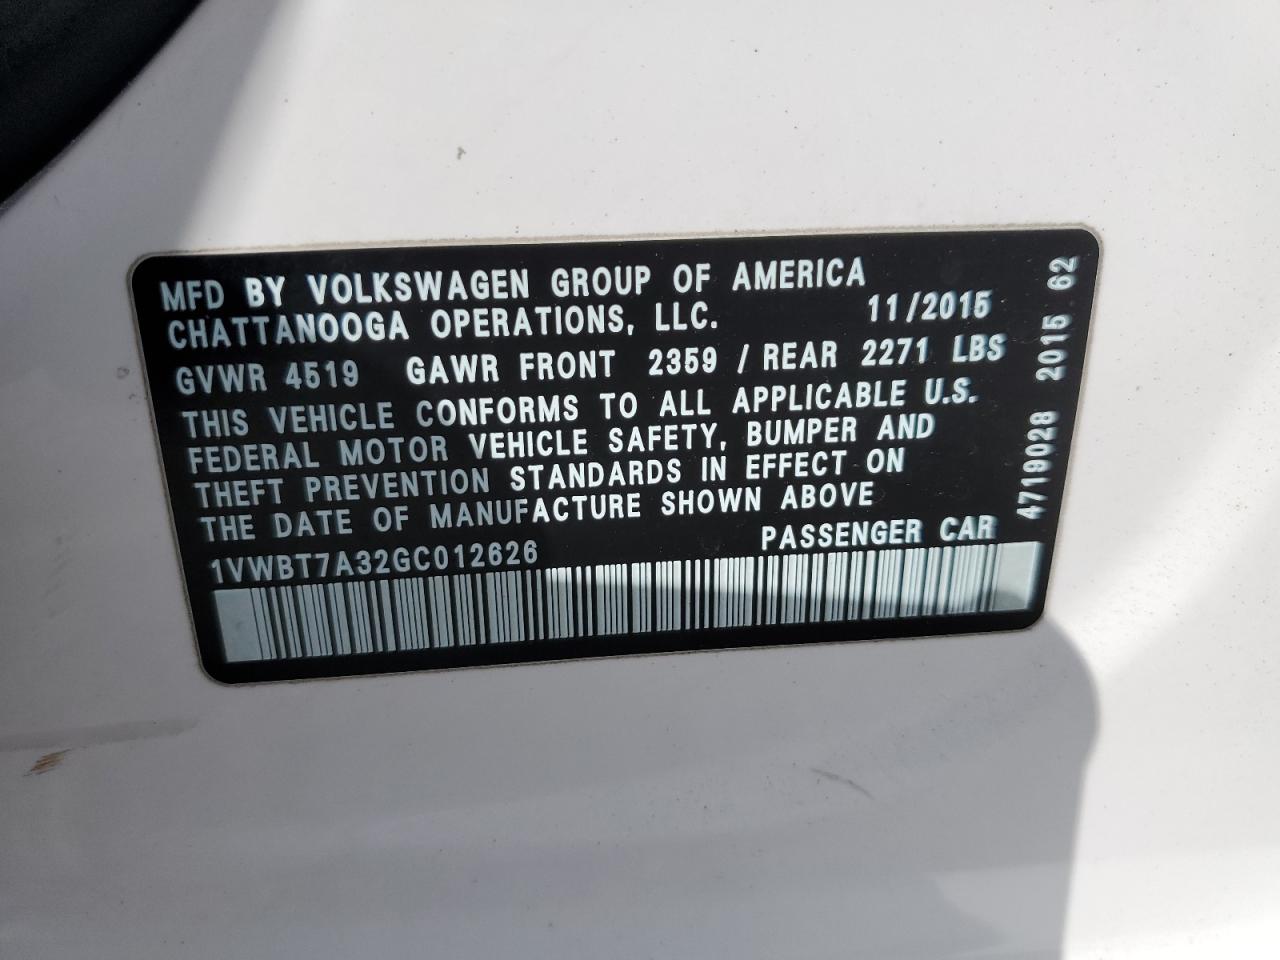 MFD BY VOLKSWAGEN GROUP OF AMERICA
CHATTANOOGA OPERATIONS, LLC. 11/2015
GVWR 4519 GAWR FRONT 2359 / REAR 2271 LBS
THIS VEHICLE CONFORMS TO ALL APPLICABLE U.S.
FEDERAL MOTOR VEHICLE SAFETY, BUMPER AND
THEFT PREVENTION STANDARDS IN EFFECT ON
THE DATE OF MANUFACTURE SHOWN ABOVE
1VWBT7A32GC012626 PASSENGER CAR
4719028 2015 62